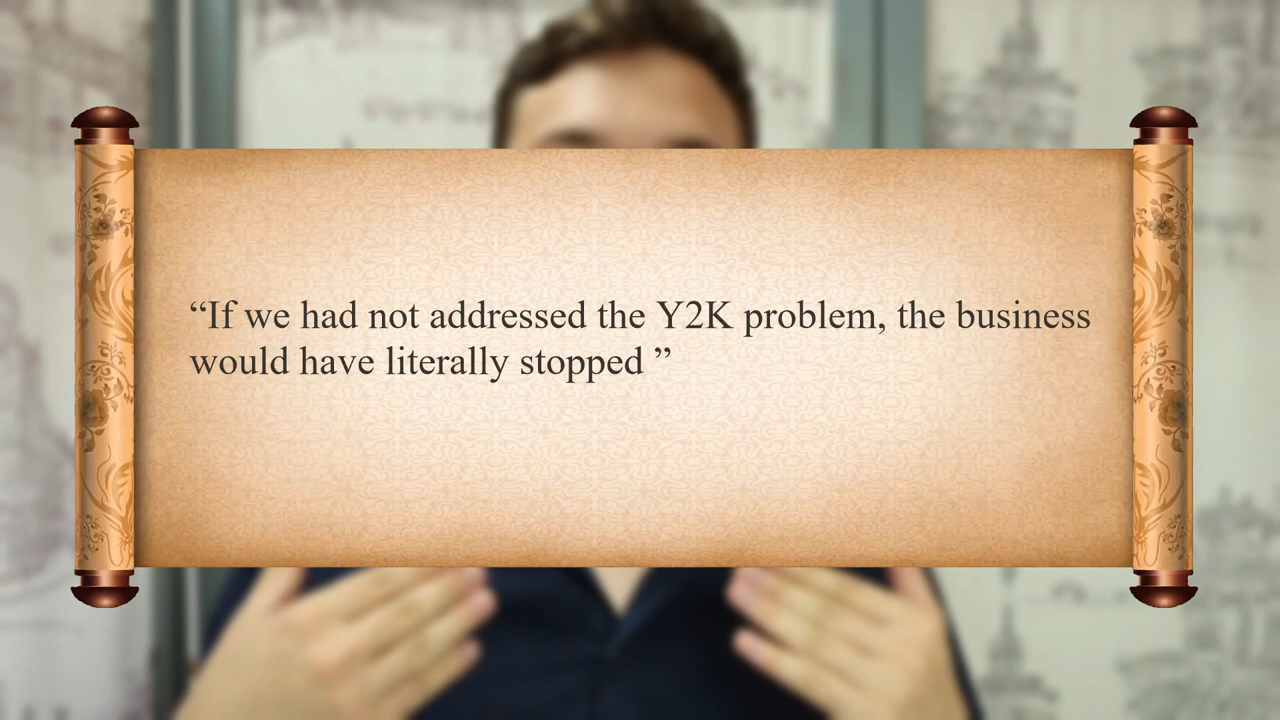 “If we had not addressed the Y2K problem, the business
would have literally stopped ”